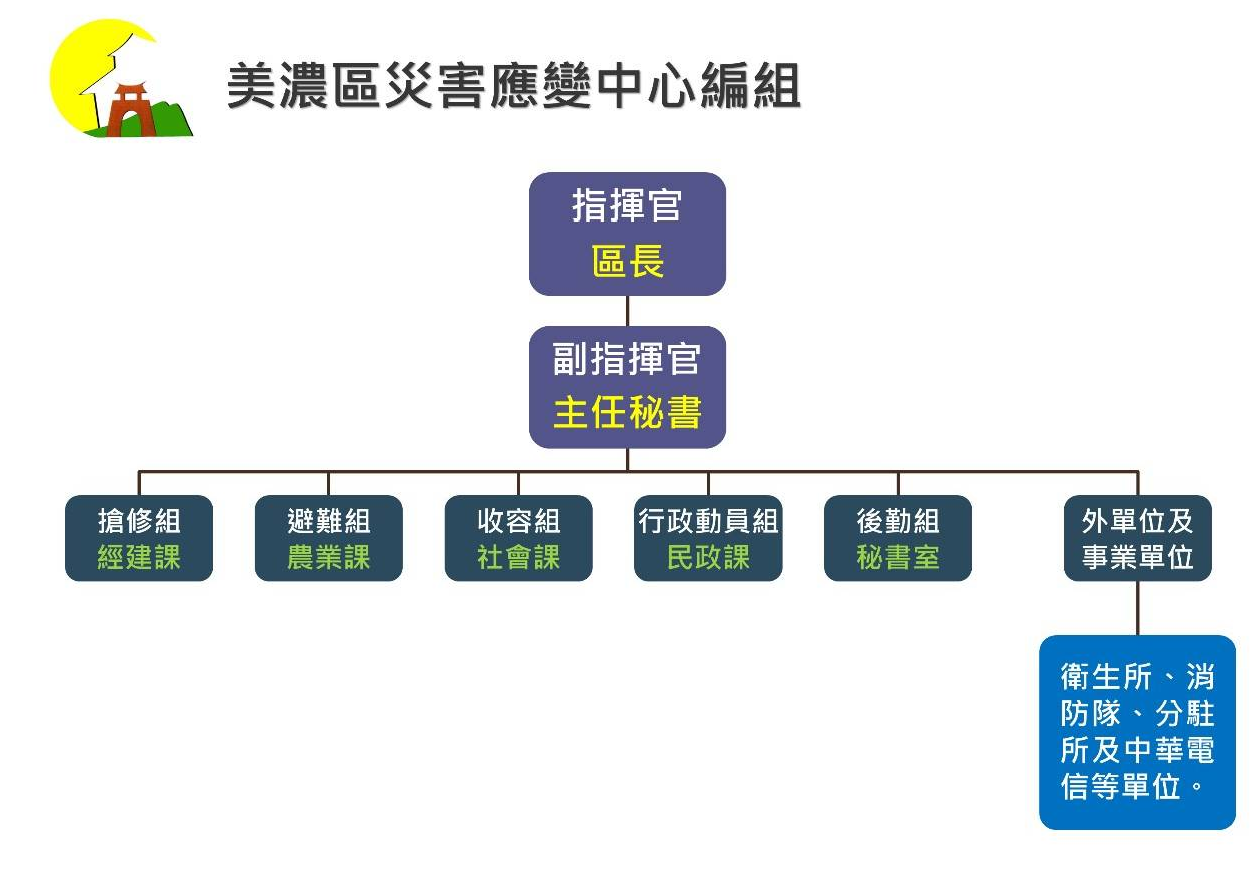 美濃區災害應變中心編組
指揮官
區長
副指揮官
主任秘書
搶修組
經建課
避難組
農業課
收容組
社會課
行政動員組
民政課
後勤組
秘書室
外單位及
事業單位
衛生所、消
防隊、分駐
所及中華電
信等單位。